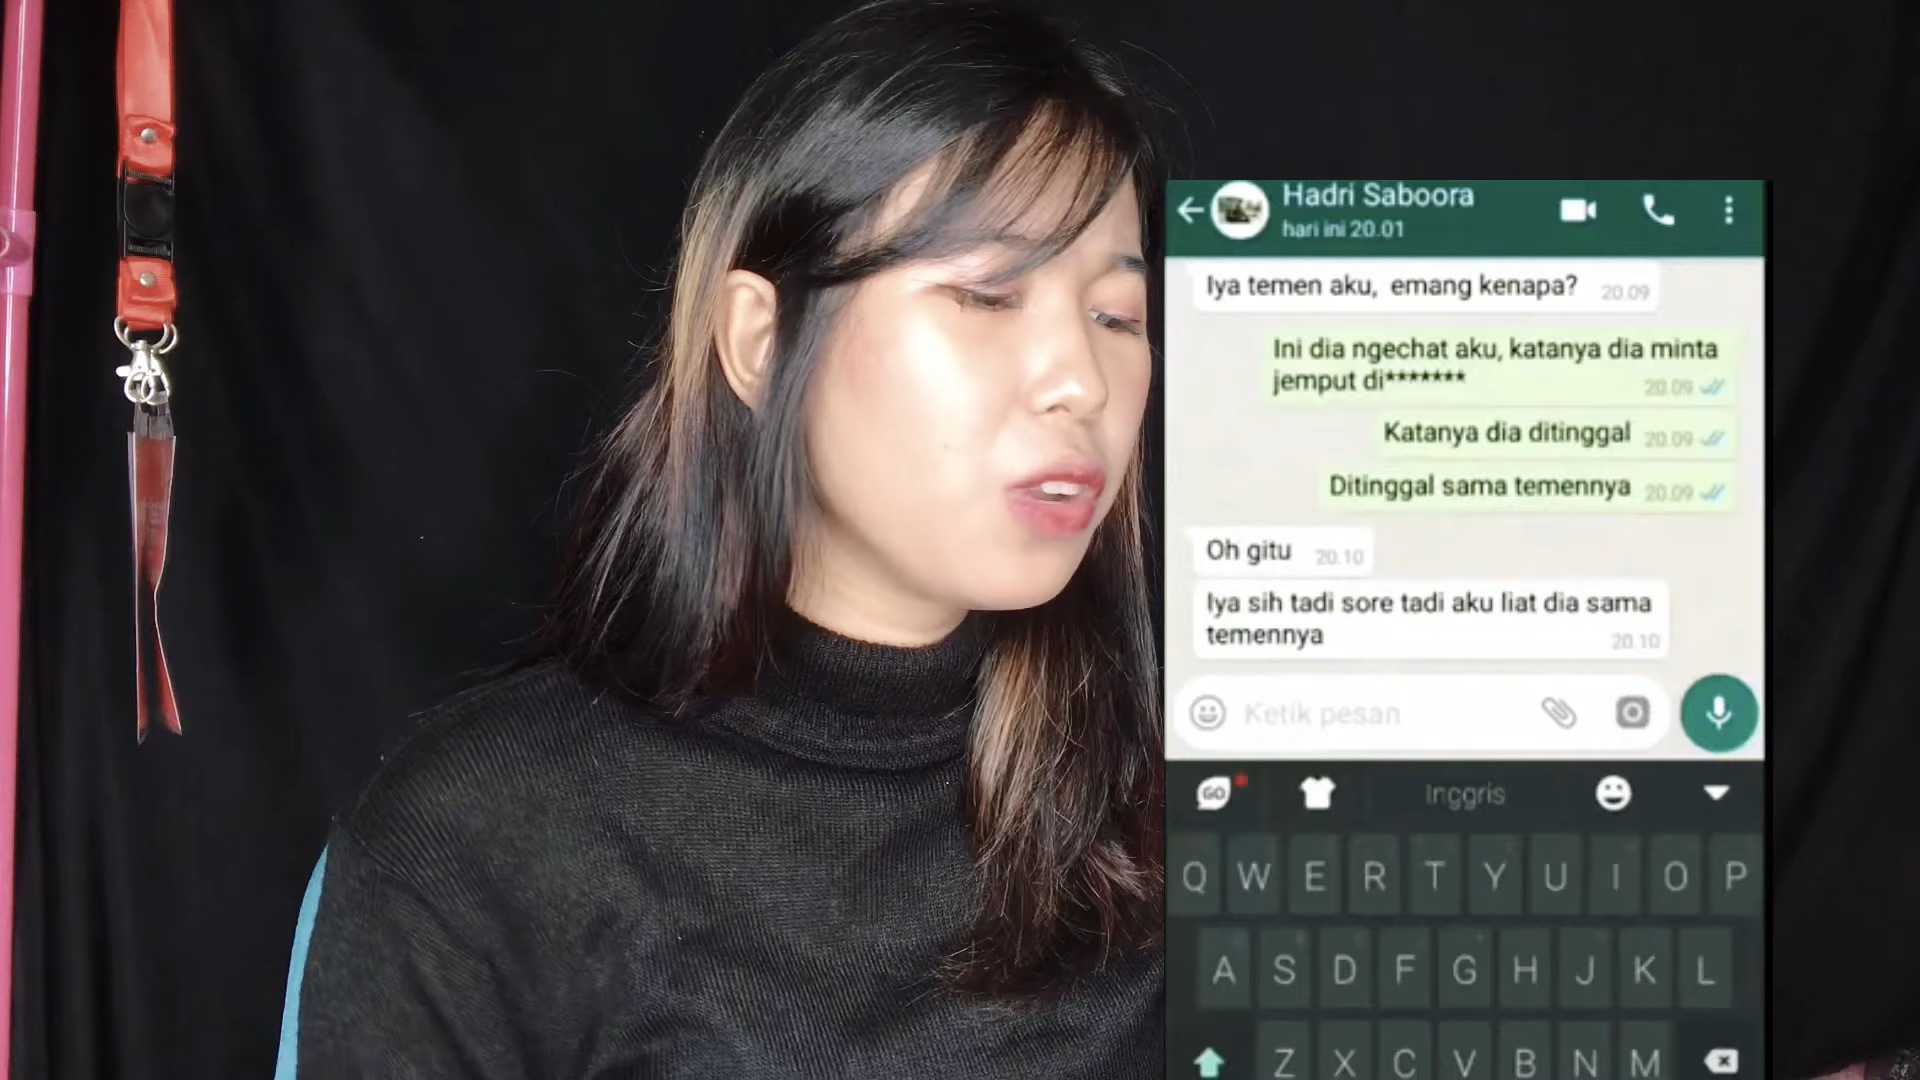 Hadri Saboora
hari ini 20.01
Iya temen aku, emang kenapa? 20.09
Ini dia ngechat aku, katanya dia minta
jemput di******* 20.09
Katanya dia ditinggal 20.09
Ditinggal sama temennya 20.09
Oh gitu 20.10
Iya sih tadi sore tadi aku liat dia sama
temennya 20.10
Ketik pesan
GO
Inggris
Q W E R T Y U I O P
A S D F G H J K L
Z X C V B N M